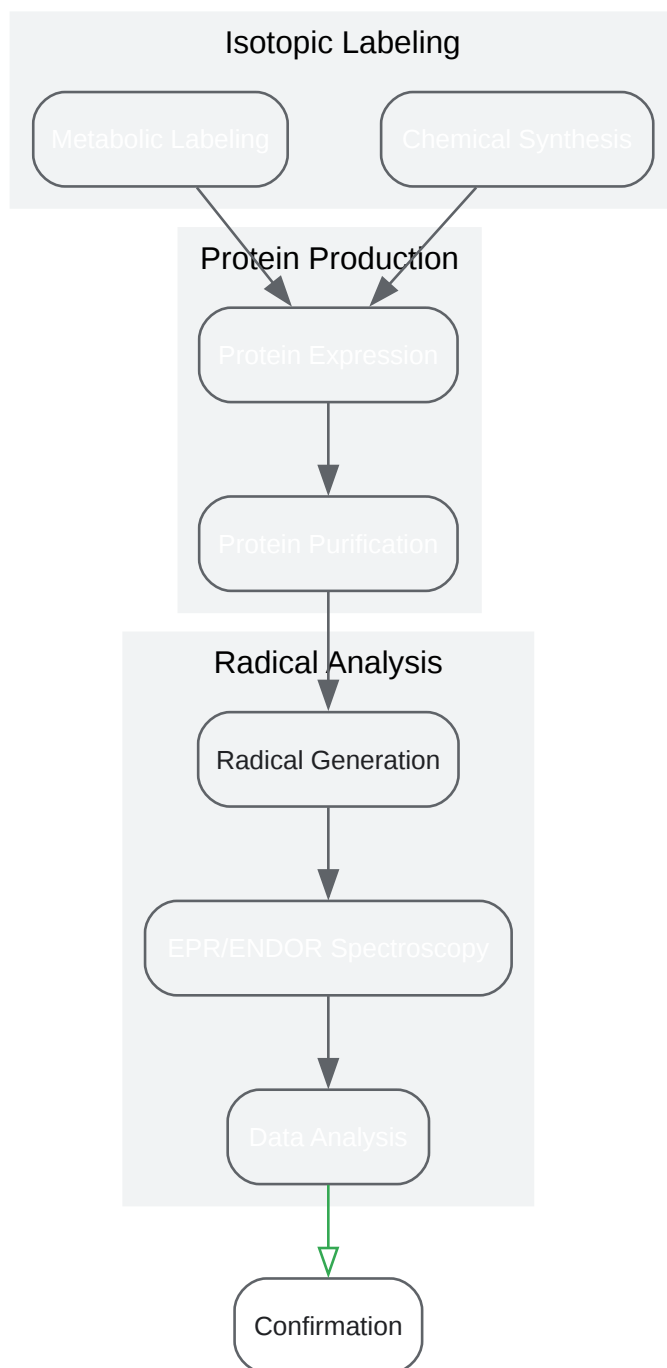 Isotopic Labeling
Metabolic Labeling
Chemical Synthesis
Protein Production
Protein Expression
Protein Purification
Radical Analysis
Radical Generation
EPR/ENDOR Spectroscopy
Data Analysis
Confirmation